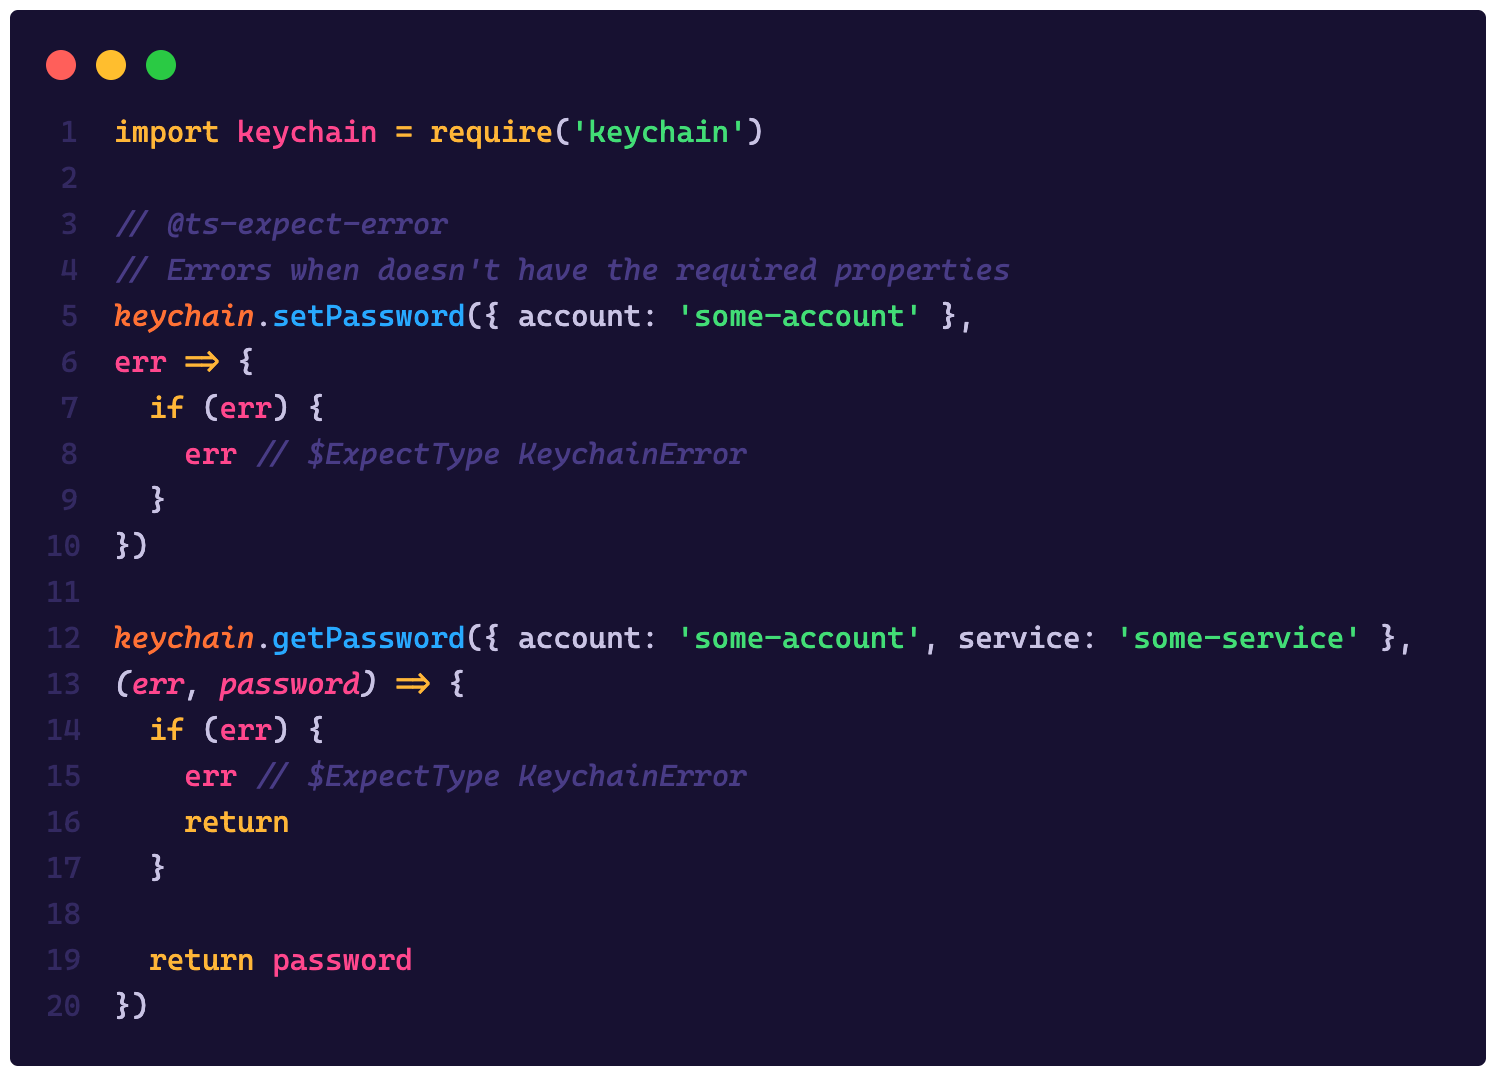 1 import keychain = require('keychain')
2
3 // @ts-expect-error
4 // Errors when doesn't have the required properties
5 keychain.setPassword({ account: 'some-account' },
6 err => {
7   if (err) {
8     err // $ExpectType KeychainError
9   }
10 })
11
12 keychain.getPassword({ account: 'some-account', service: 'some-service' },
13 (err, password) => {
14   if (err) {
15     err // $ExpectType KeychainError
16     return
17   }
18
19   return password
20 })